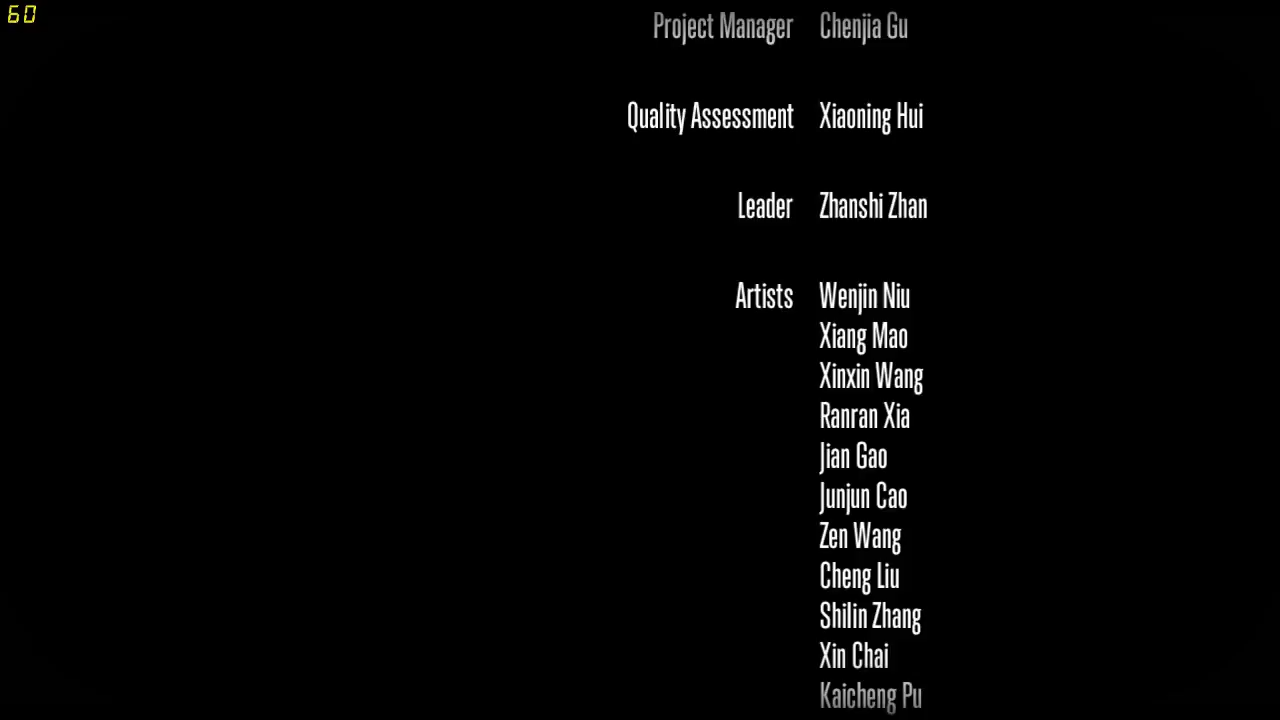 60
Project Manager Chenjia Gu
Quality Assessment Xiaoning Hui
Leader Zhanshi Zhan
Artists Wenjin Niu
Xiang Mao
Xinxin Wang
Ranran Xia
Jian Gao
Junjun Cao
Zen Wang
Cheng Liu
Shilin Zhang
Xin Chai
Kaicheng Pu